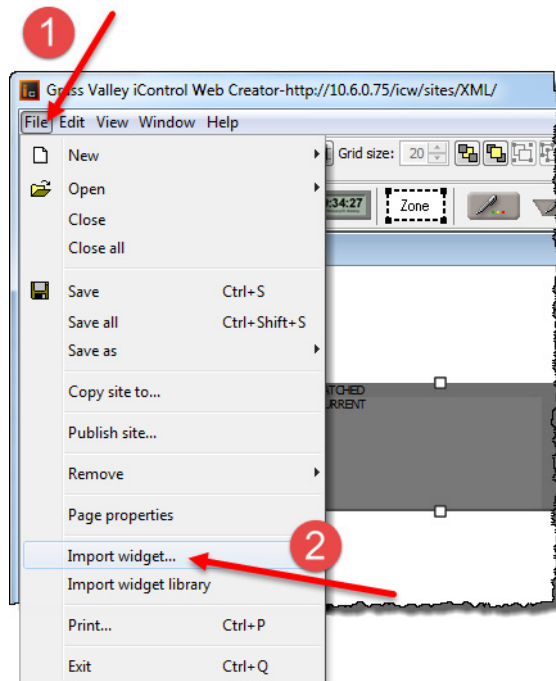 1
Grass Valley iControl Web Creator-http://10.6.0.75/icw/sites/XML/
File Edit View Window Help
New
Grid size: 20
Open
:34:27
Zone
Close
Close all
Save Ctrl+S
Save all Ctrl+Shift+S
Save as
ATCHED
URRENT
Copy site to...
Publish site...
Remove
Page properties
Import widget...
2
Import widget library
Print... Ctrl+P
Exit Ctrl+Q